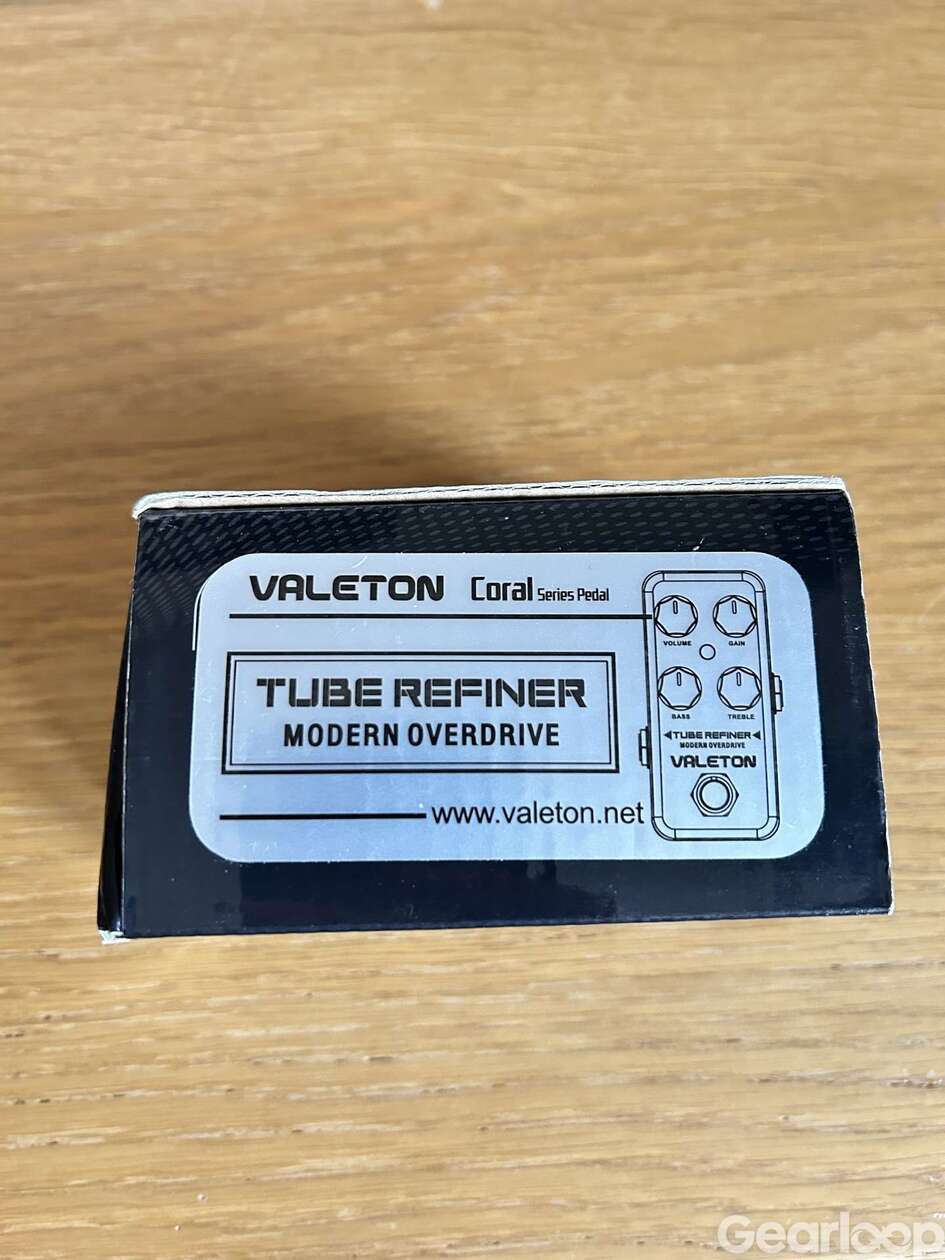 VALETON Coral Series Pedal
TUBE REFINER
MODERN OVERDRIVE
www.valeton.net
VOLUME GAIN
BASS TREBLE
◄TUBE REFINER◄
MODERN OVERDRIVE
VALETON
Gearloop